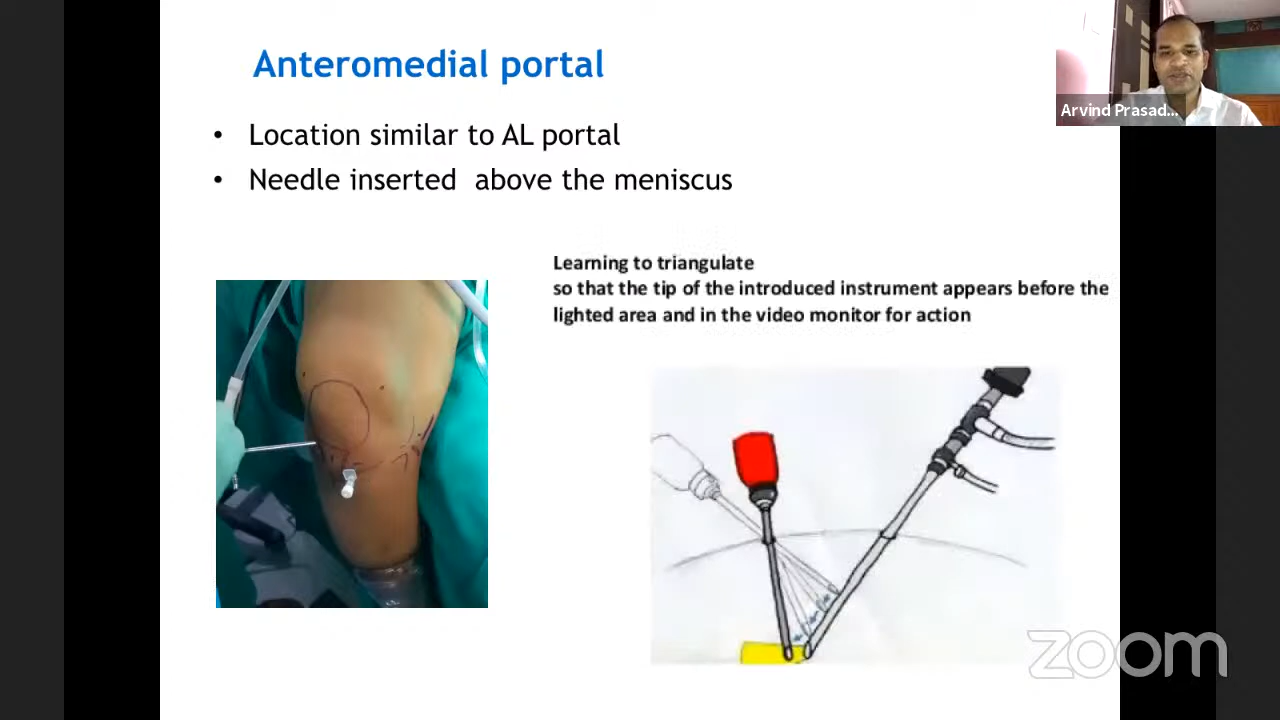 Anteromedial portal
Arvind Prasad...
• Location similar to AL portal
• Needle inserted above the meniscus
Learning to triangulate
so that the tip of the introduced instrument appears before the
lighted area and in the video monitor for action
zoom